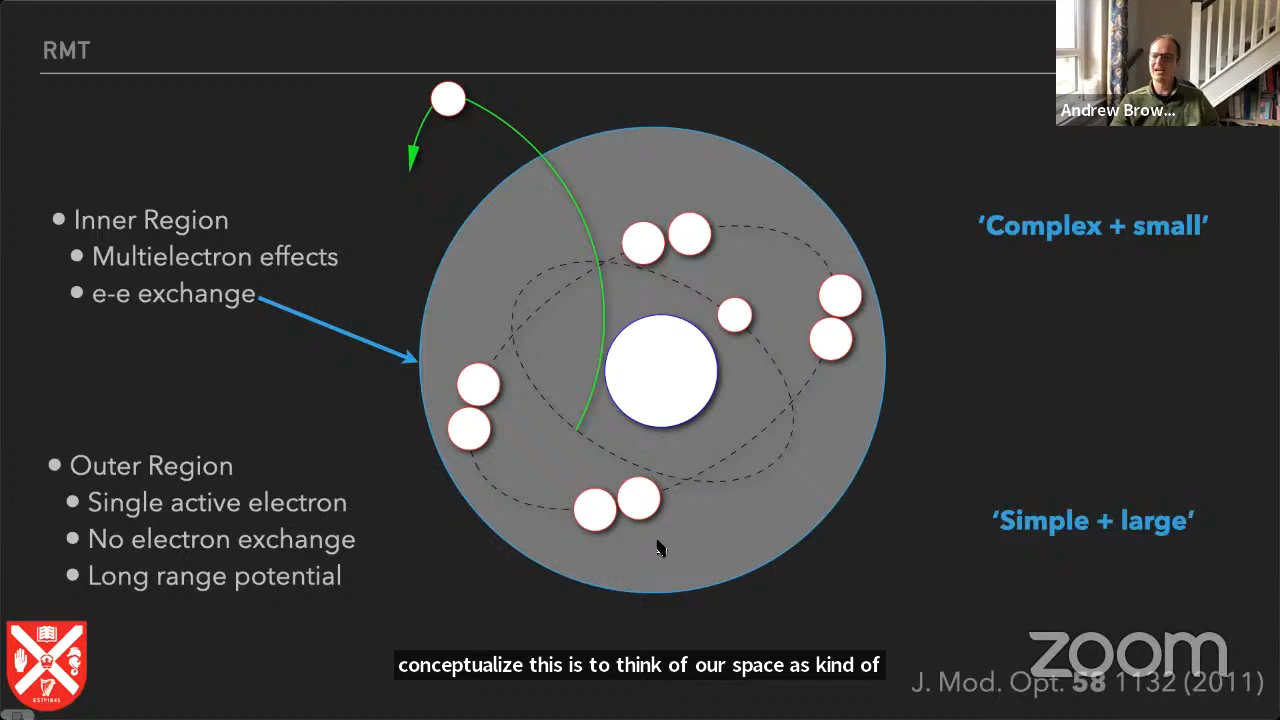 RMT
Andrew Brow...
• Inner Region
• Multielectron effects
• e-e exchange
'Complex + small'
• Outer Region
• Single active electron
• No electron exchange
• Long range potential
'Simple + large'
conceptualize this is to think of our space as kind of
zoom
J. Mod. Opt. 58 1132 (2011)
ESTD1845